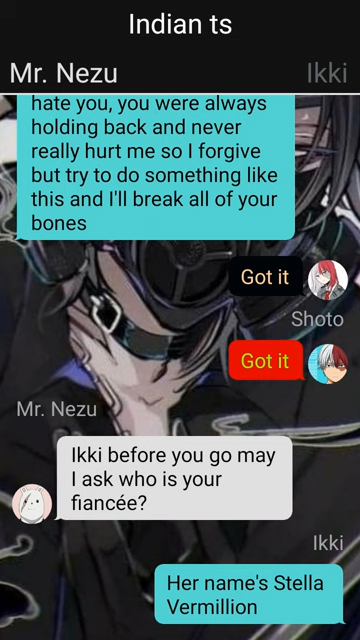 Indian ts
Mr. Nezu
Ikki
hate you, you were always
holding back and never
really hurt me so I forgive
but try to do something like
this and I'll break all of your
bones
Got it
Shoto
Got it
Mr. Nezu
Ikki before you go may
I ask who is your
fiancée?
Ikki
Her name's Stella
Vermillion